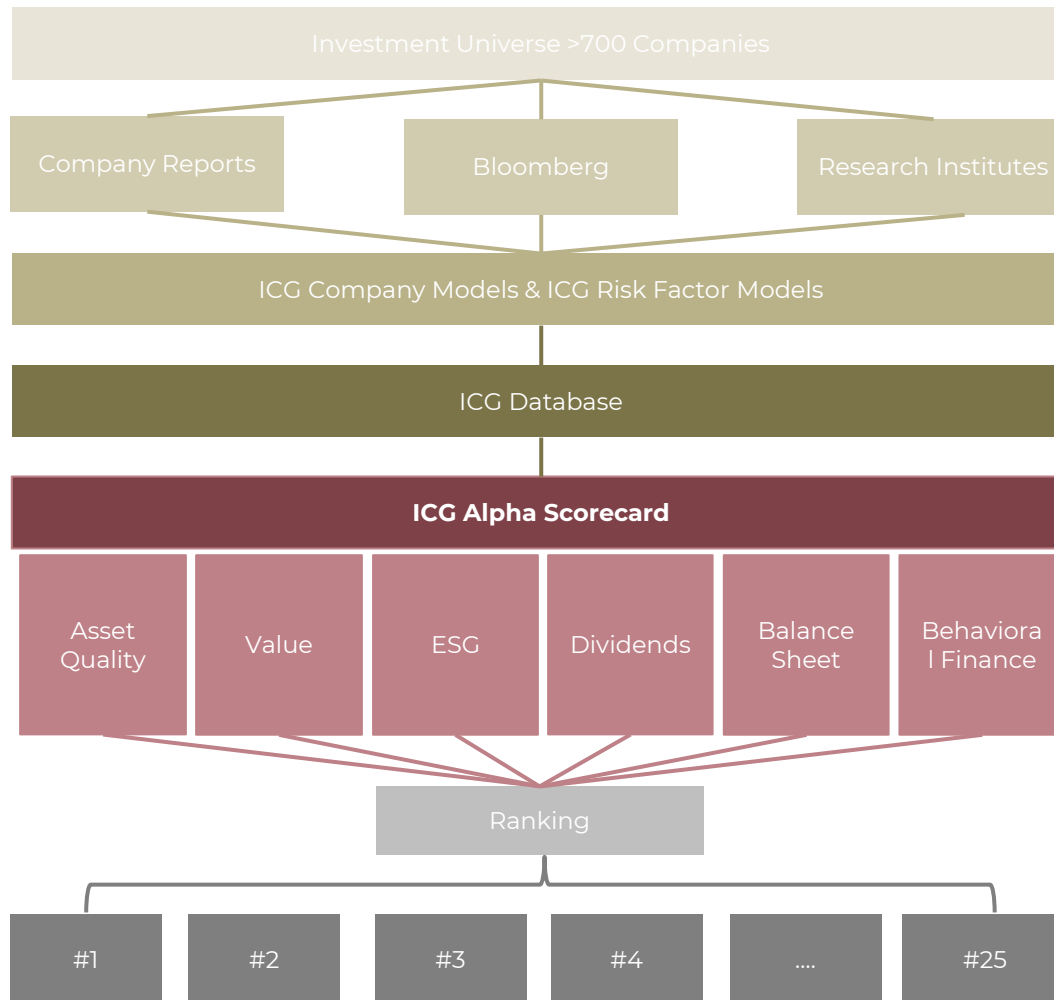 Investment Universe >700 Companies
Company Reports
Bloomberg
Research Institutes
ICG Company Models & ICG Risk Factor Models
ICG Database
ICG Alpha Scorecard
Asset
Quality
Value
ESG
Dividends
Balance
Sheet
Behaviora
l Finance
Ranking
#1
#2
#3
#4
....
#25